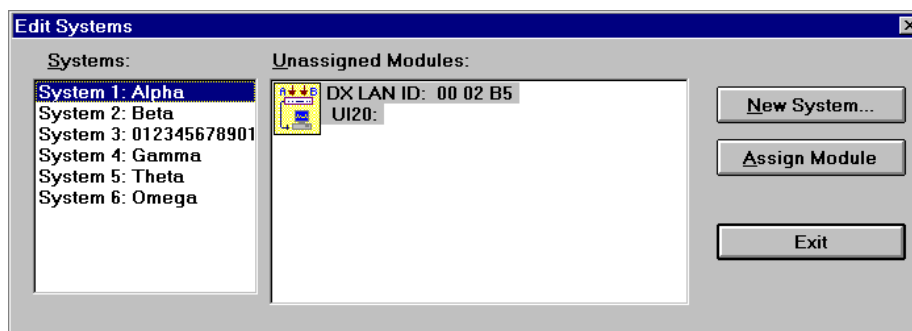 Edit Systems
Systems:
Unassigned Modules:
System 1: Alpha
System 2: Beta
System 3: 012345678901
System 4: Gamma
System 5: Theta
System 6: Omega
A B
DX LAN ID: 00 02 B5
UI20:
New System...
Assign Module
Exit